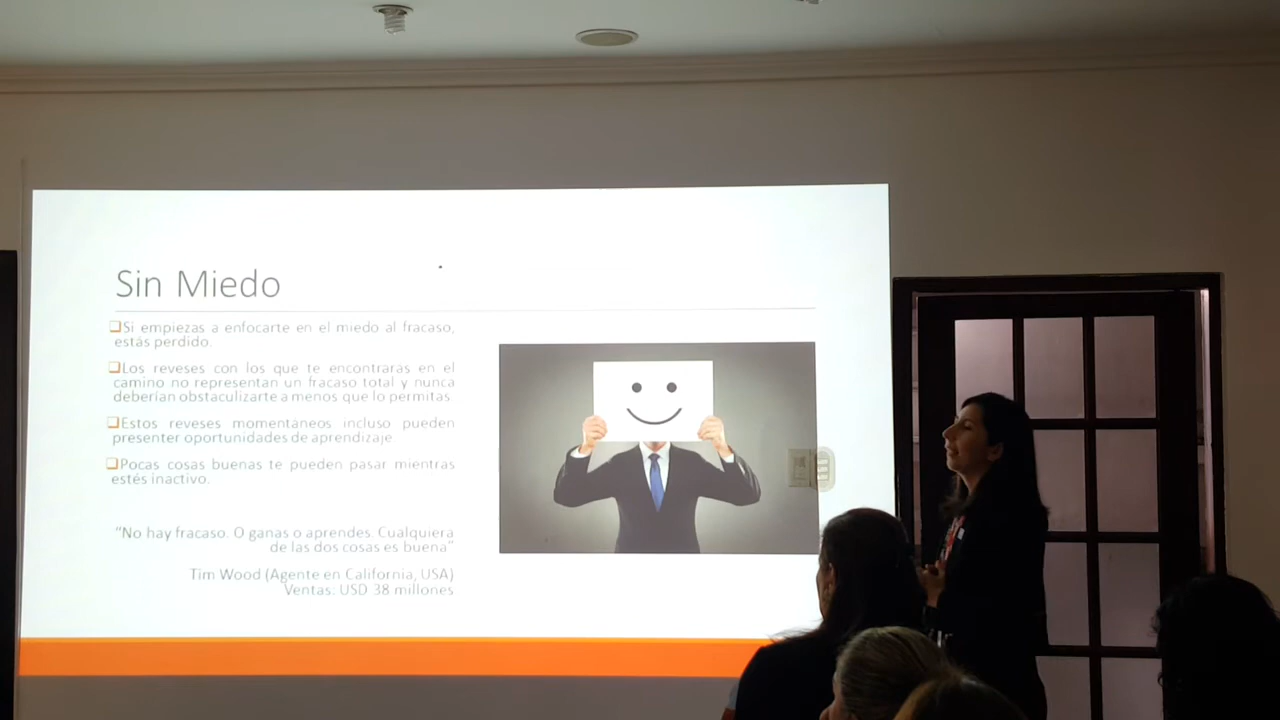 Sin Miedo
Si empiezas a enfocarte en el miedo al fracaso,
estás perdido.
Los reveses con los que te encontraras en el
camino no representan un fracaso total y nunca
deberían obstaculizarte a menos que lo permitas
Estos reveses momentáneos incluso pueden
presenter oportunidades de aprendizaje.
Pocas cosas buenas te pueden pasar mientras
estés inactivo.
"No hay fracaso. O ganas o aprendes. Cualquiera
de las dos cosas es buena"
Tim Wood (Agente en California, USA)
Ventas: USD 38 millones